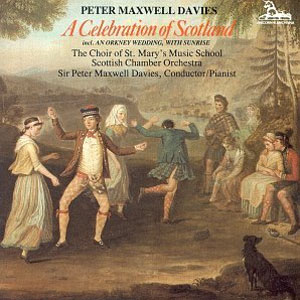 PETER MAXWELL DAVIES
A Celebration of Scotland
incl. AN ORKNEY WEDDING, WITH SUNRISE
The Choir of St. Mary's Music School
Scottish Chamber Orchestra
Sir Peter Maxwell Davies, Conductor/Pianist